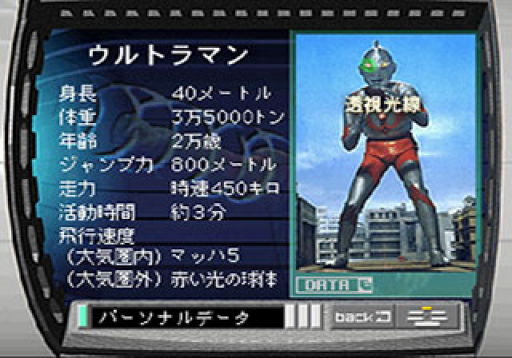 ウルトラマン
身長 40メートル
体重 3万5000トン
年齢 2万歳
ジャンプ力 800メートル
走力 時速450キロ
活動時間 約3分
飛行速度
(大気圏内) マッハ5
(大気圏外) 赤い光の球体
透視光線
DATA
パーソナルデータ
back